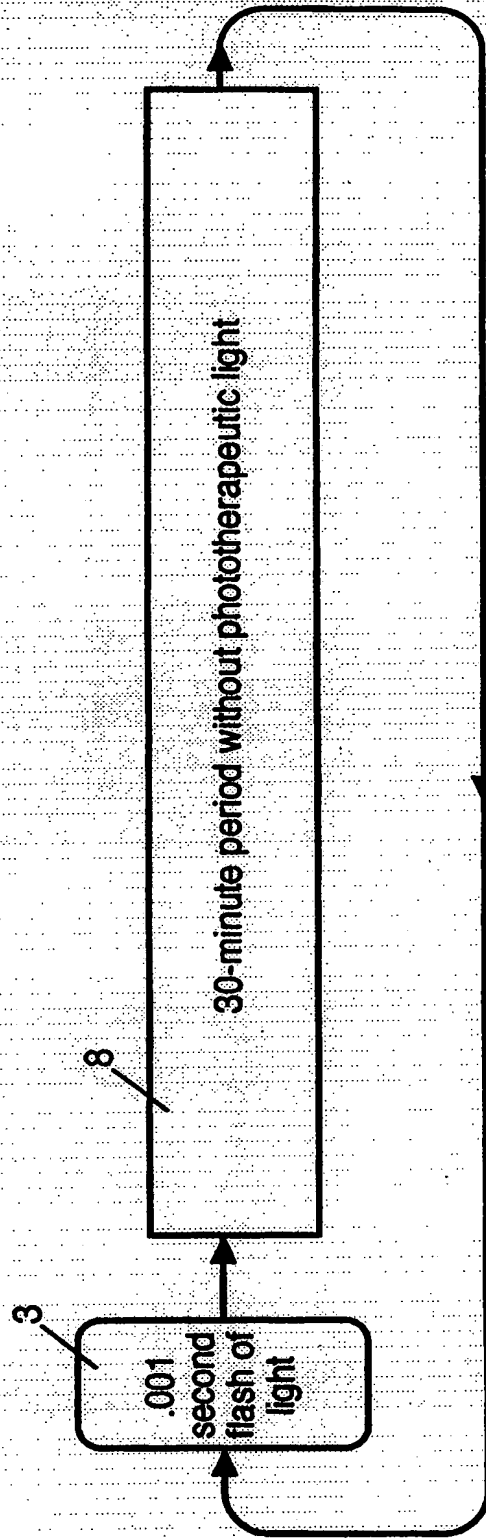 3
.001
second
flash of
light
8
30-minute period without phototherapeutic light